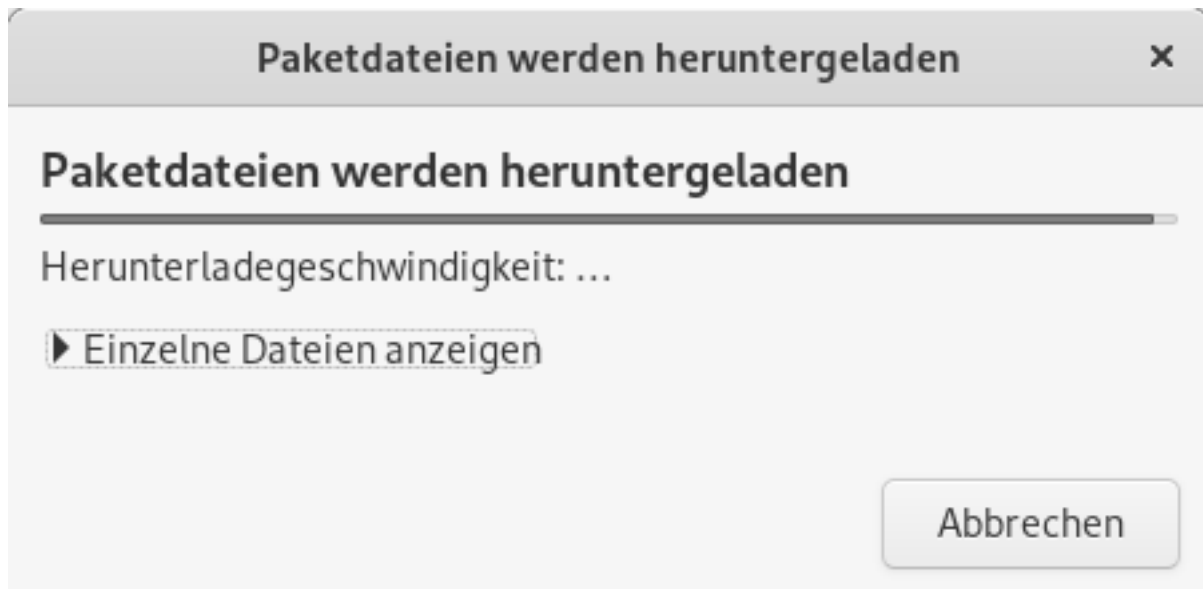 Paketdateien werden heruntergeladen
Paketdateien werden heruntergeladen
Herunterladegeschwindigkeit: ...
Einzelne Dateien anzeigen
Abbrechen